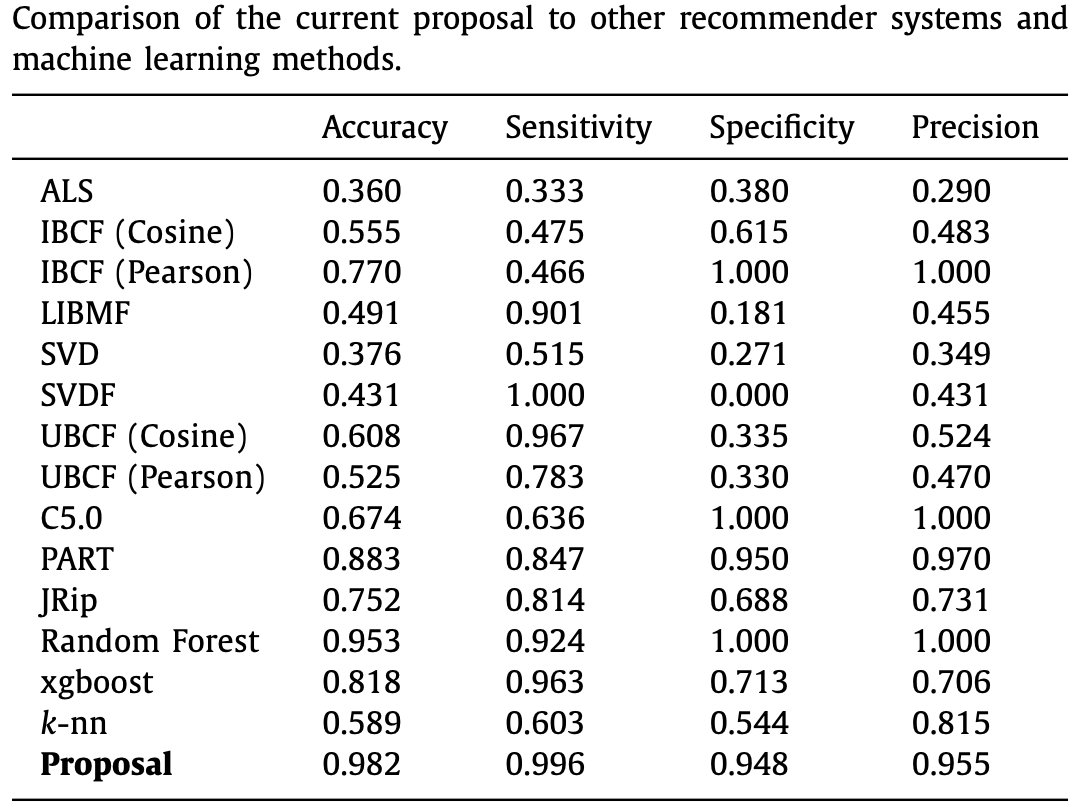 Comparison of the current proposal to other recommender systems and
machine learning methods.
Accuracy Sensitivity Specificity Precision
ALS 0.360 0.333 0.380 0.290
IBCF (Cosine) 0.555 0.475 0.615 0.483
IBCF (Pearson) 0.770 0.466 1.000 1.000
LIBMF 0.491 0.901 0.181 0.455
SVD 0.376 0.515 0.271 0.349
SVDF 0.431 1.000 0.000 0.431
UBCF (Cosine) 0.608 0.967 0.335 0.524
UBCF (Pearson) 0.525 0.783 0.330 0.470
C5.0 0.674 0.636 1.000 1.000
PART 0.883 0.847 0.950 0.970
JRip 0.752 0.814 0.688 0.731
Random Forest 0.953 0.924 1.000 1.000
xgboost 0.818 0.963 0.713 0.706
k-nn 0.589 0.603 0.544 0.815
Proposal 0.982 0.996 0.948 0.955